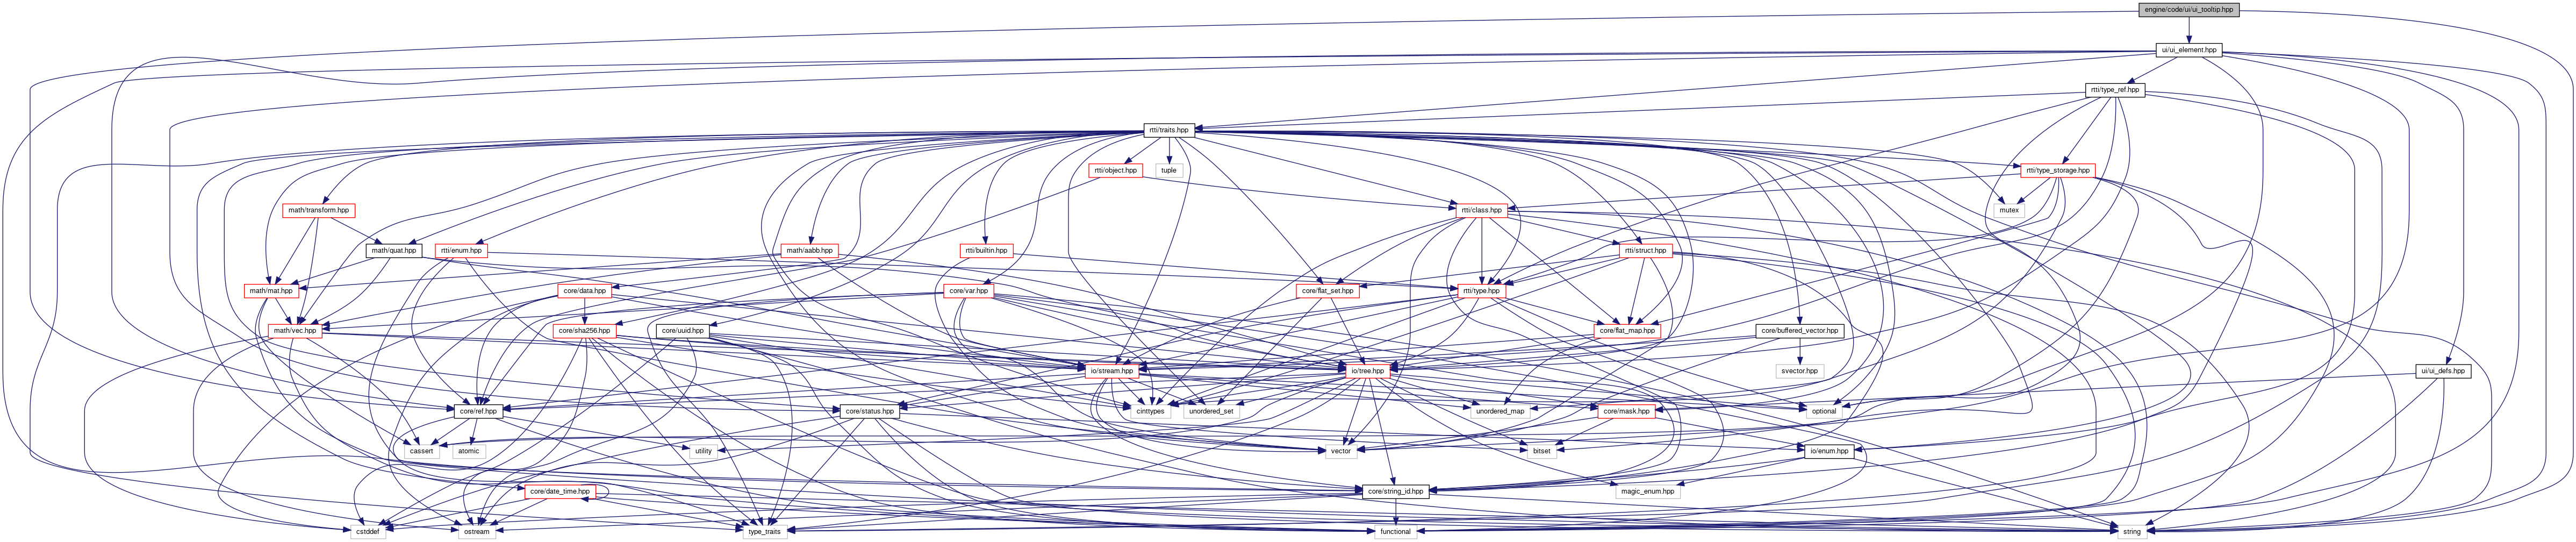 engine/code/ui/ui_tooltip.hpp
ui/ui_element.hpp
rtti/type_ref.hpp
rtti/traits.hpp
rtti/object.hpp
tuple
rtti/type_storage.hpp
math/transform.hpp
rtti/class.hpp
mutex
math/quat.hpp
rtti/enum.hpp
math/aabb.hpp
rtti/builtin.hpp
rtti/struct.hpp
math/mat.hpp
core/data.hpp
core/var.hpp
core/flat_set.hpp
rtti/type.hpp
math/vec.hpp
core/sha256.hpp
core/uuid.hpp
core/flat_map.hpp
core/buffered_vector.hpp
io/stream.hpp
io/tree.hpp
svector.hpp
ui/ui_defs.hpp
core/ref.hpp
core/status.hpp
cinttypes
unordered_set
unordered_map
core/mask.hpp
optional
cassert
atomic
utility
vector
bitset
io/enum.hpp
core/date_time.hpp
core/string_id.hpp
magic_enum.hpp
cstddef
ostream
type_traits
functional
string